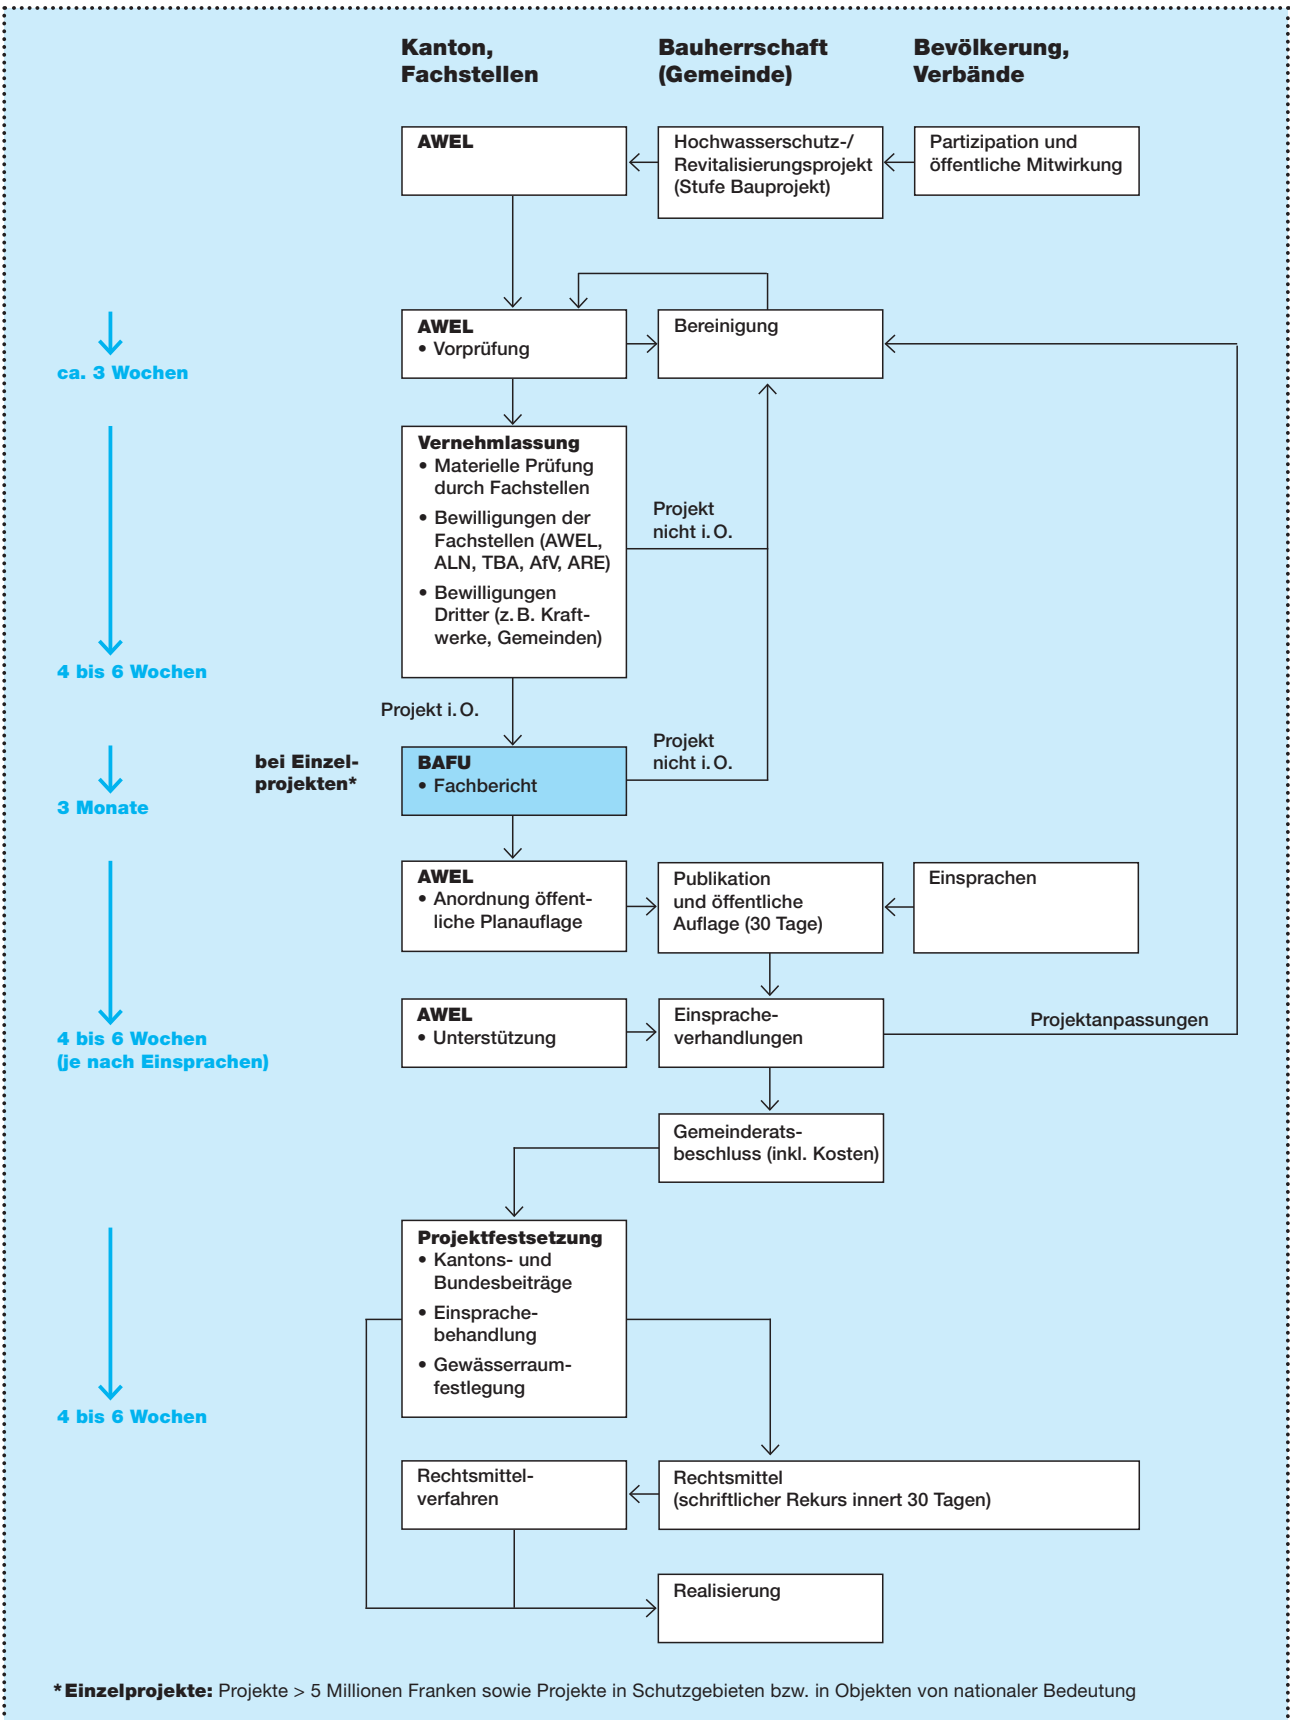 Kanton,
Fachstellen
Bauherrschaft
(Gemeinde)
Bevölkerung,
Verbände
AWEL
Hochwasserschutz-/
Revitalisierungsprojekt
(Stufe Bauprojekt)
Partizipation und
öffentliche Mitwirkung
ca. 3 Wochen
AWEL
• Vorprüfung
Bereinigung
4 bis 6 Wochen
Vernehmlassung
• Materielle Prüfung
durch Fachstellen
• Bewilligungen der
Fachstellen (AWEL,
ALN, TBA, AfV, ARE)
• Bewilligungen
Dritter (z. B. Kraft-
werke, Gemeinden)
Projekt
nicht i. O.
Projekt i. O.
3 Monate
bei Einzel-
projekten*
BAFU
• Fachbericht
Projekt
nicht i. O.
AWEL
• Anordnung öffent-
liche Planauflage
Publikation
und öffentliche
Auflage (30 Tage)
Einsprachen
4 bis 6 Wochen
(je nach Einsprachen)
AWEL
• Unterstützung
Einsprache-
verhandlungen
Projektanpassungen
Gemeinderats-
beschluss (inkl. Kosten)
4 bis 6 Wochen
Projektfestsetzung
• Kantons- und
Bundesbeiträge
• Einsprache-
behandlung
• Gewässerraum-
festlegung
Rechtsmittel-
verfahren
Rechtsmittel
(schriftlicher Rekurs innert 30 Tagen)
Realisierung
*Einzelprojekte: Projekte > 5 Millionen Franken sowie Projekte in Schutzgebieten bzw. in Objekten von nationaler Bedeutung